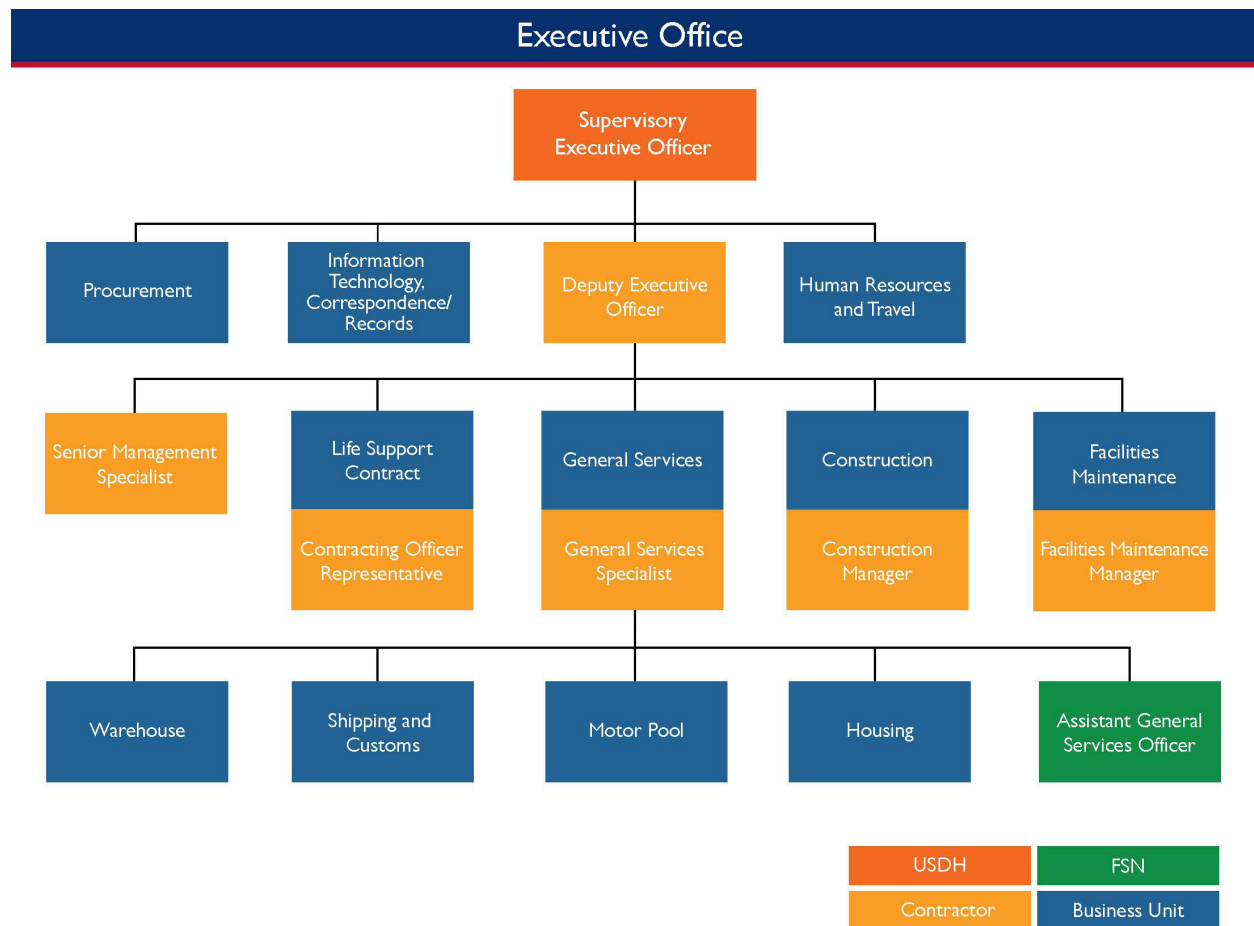 Executive Office
Supervisory
Executive Officer
Procurement
Information
Technology,
Correspondence/
Records
Deputy Executive
Officer
Human Resources
and Travel
Senior Management
Specialist
Life Support
Contract
Contracting Officer
Representative
General Services
General Services
Specialist
Construction
Construction
Manager
Facilities
Maintenance
Facilities Maintenance
Manager
Warehouse
Shipping and
Customs
Motor Pool
Housing
Assistant General
Services Officer
USDH
FSN
Contractor
Business Unit